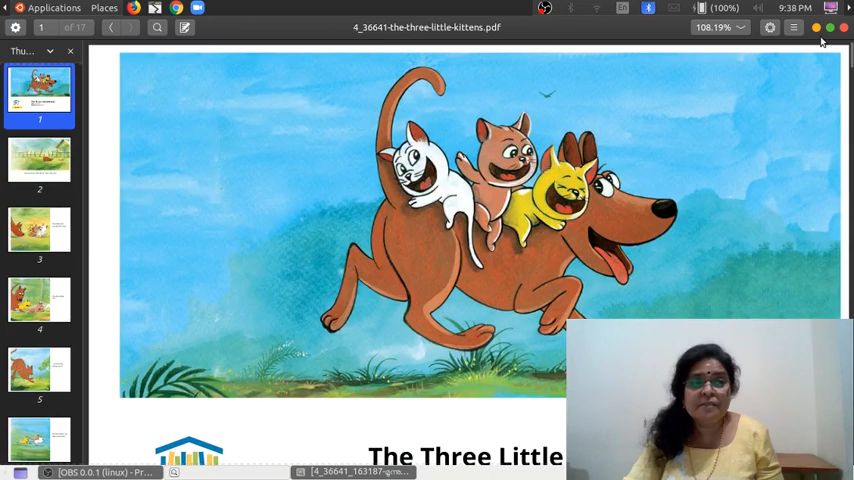 Applications Places En (100%) 9:38 PM
1 of 17 4_36641-the-three-little-kittens.pdf 108.19%
Thu...
1
2
3
4
5
The Three Little
[OBS 0.0.1 (linux) - Pr...